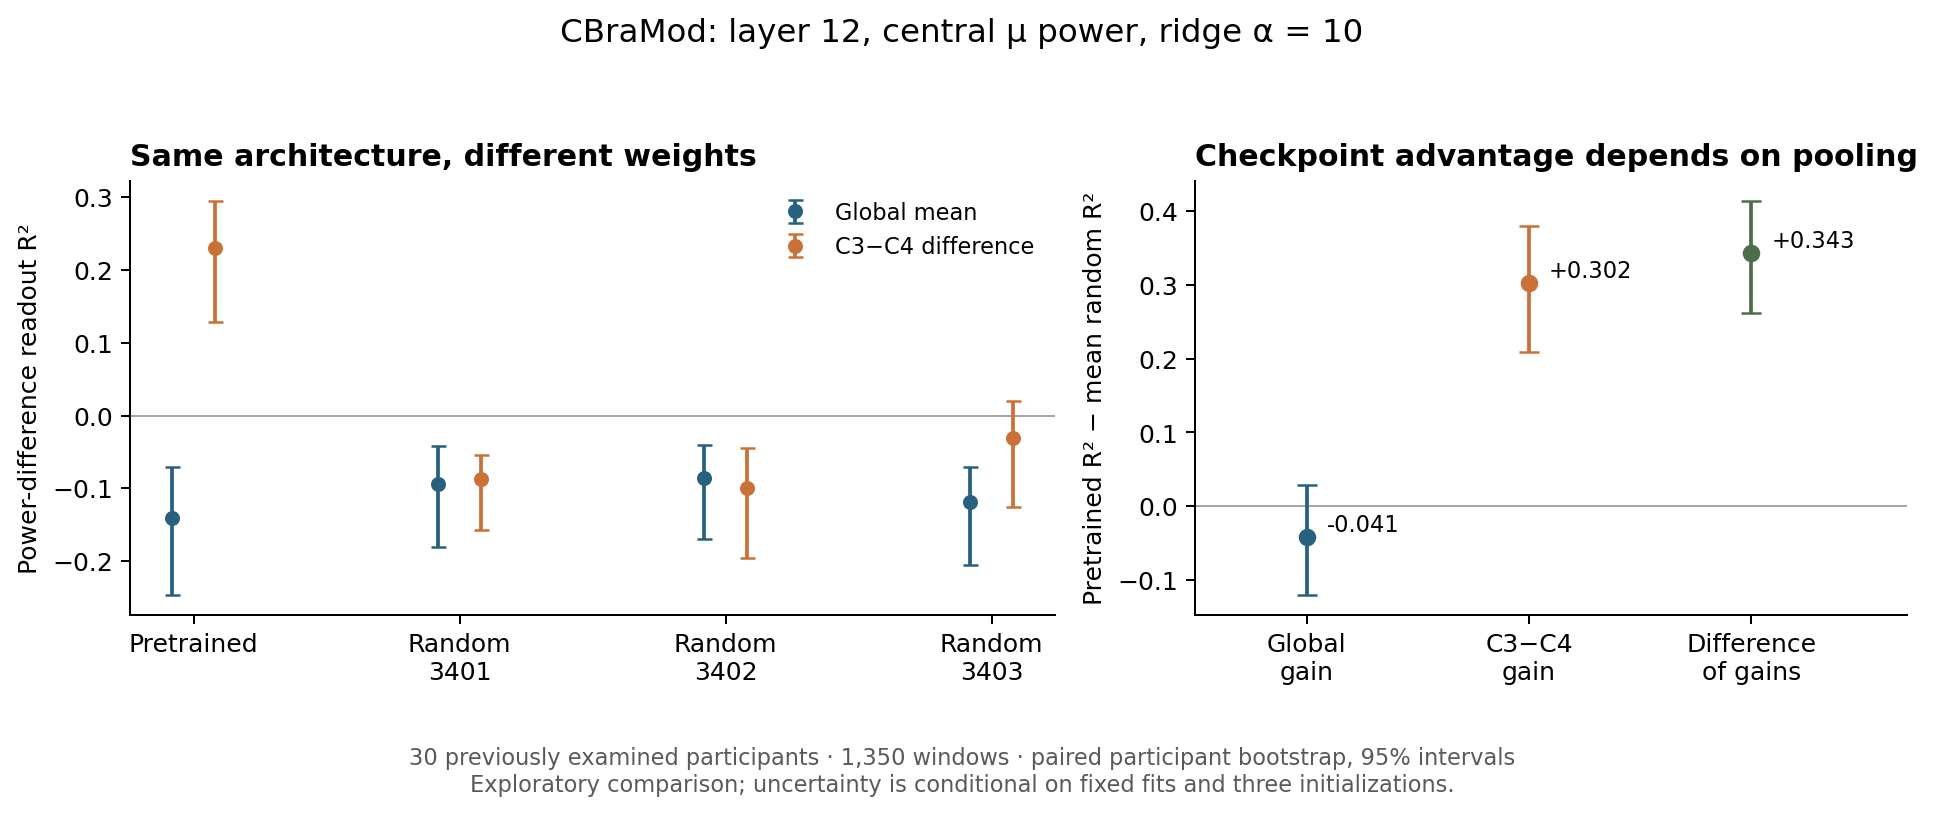 CBraMod: layer 12, central μ power, ridge α = 10
Same architecture, different weights
Power-difference readout R²
0.3
0.2
0.1
0.0
−0.1
−0.2
Global mean
C3−C4 difference
Pretrained
Random
3401
Random
3402
Random
3403
Checkpoint advantage depends on pooling
Pretrained R² − mean random R²
0.4
0.3
0.2
0.1
0.0
−0.1
-0.041
+0.302
+0.343
Global
gain
C3−C4
gain
Difference
of gains
30 previously examined participants · 1,350 windows · paired participant bootstrap, 95% intervals
Exploratory comparison; uncertainty is conditional on fixed fits and three initializations.